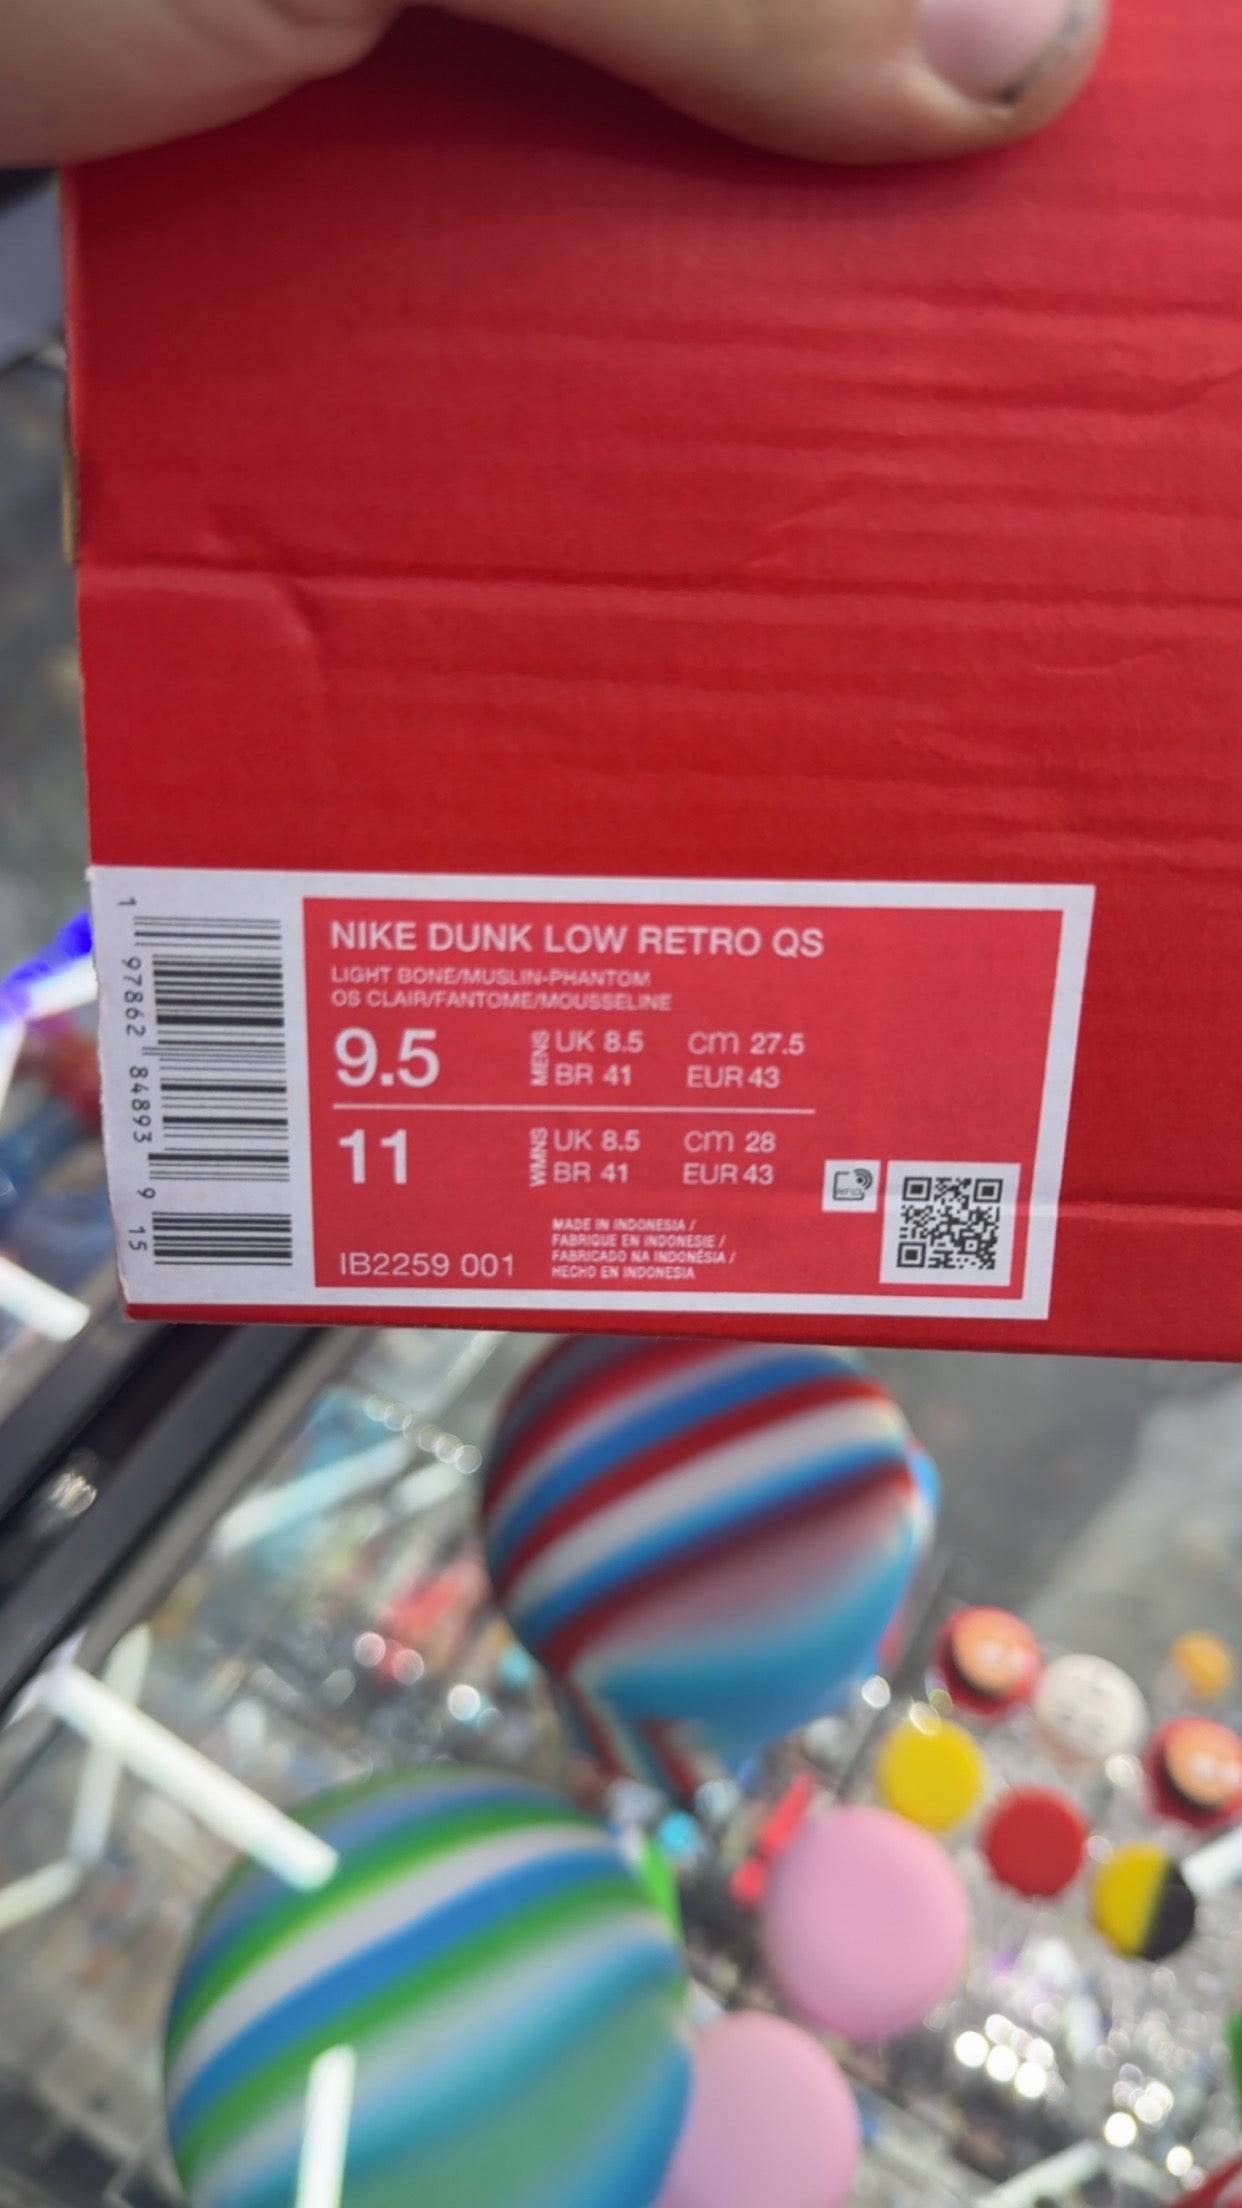 NIKE DUNK LOW RETRO QS
LIGHT BONE/MUSLIN-PHANTOM
OS CLAIR/FANTOME/MOUSSELINE
9.5 MENS UK 8.5 CM 27.5
BR 41 EUR 43
11 WMNS UK 8.5 CM 28
BR 41 EUR 43
MADE IN INDONESIA /
FABRIQUE EN INDONESIE /
FABRICADO NA INDONÉSIA /
HECHO EN INDONESIA
IB2259 001
RFID
1 97862 84893 9 15